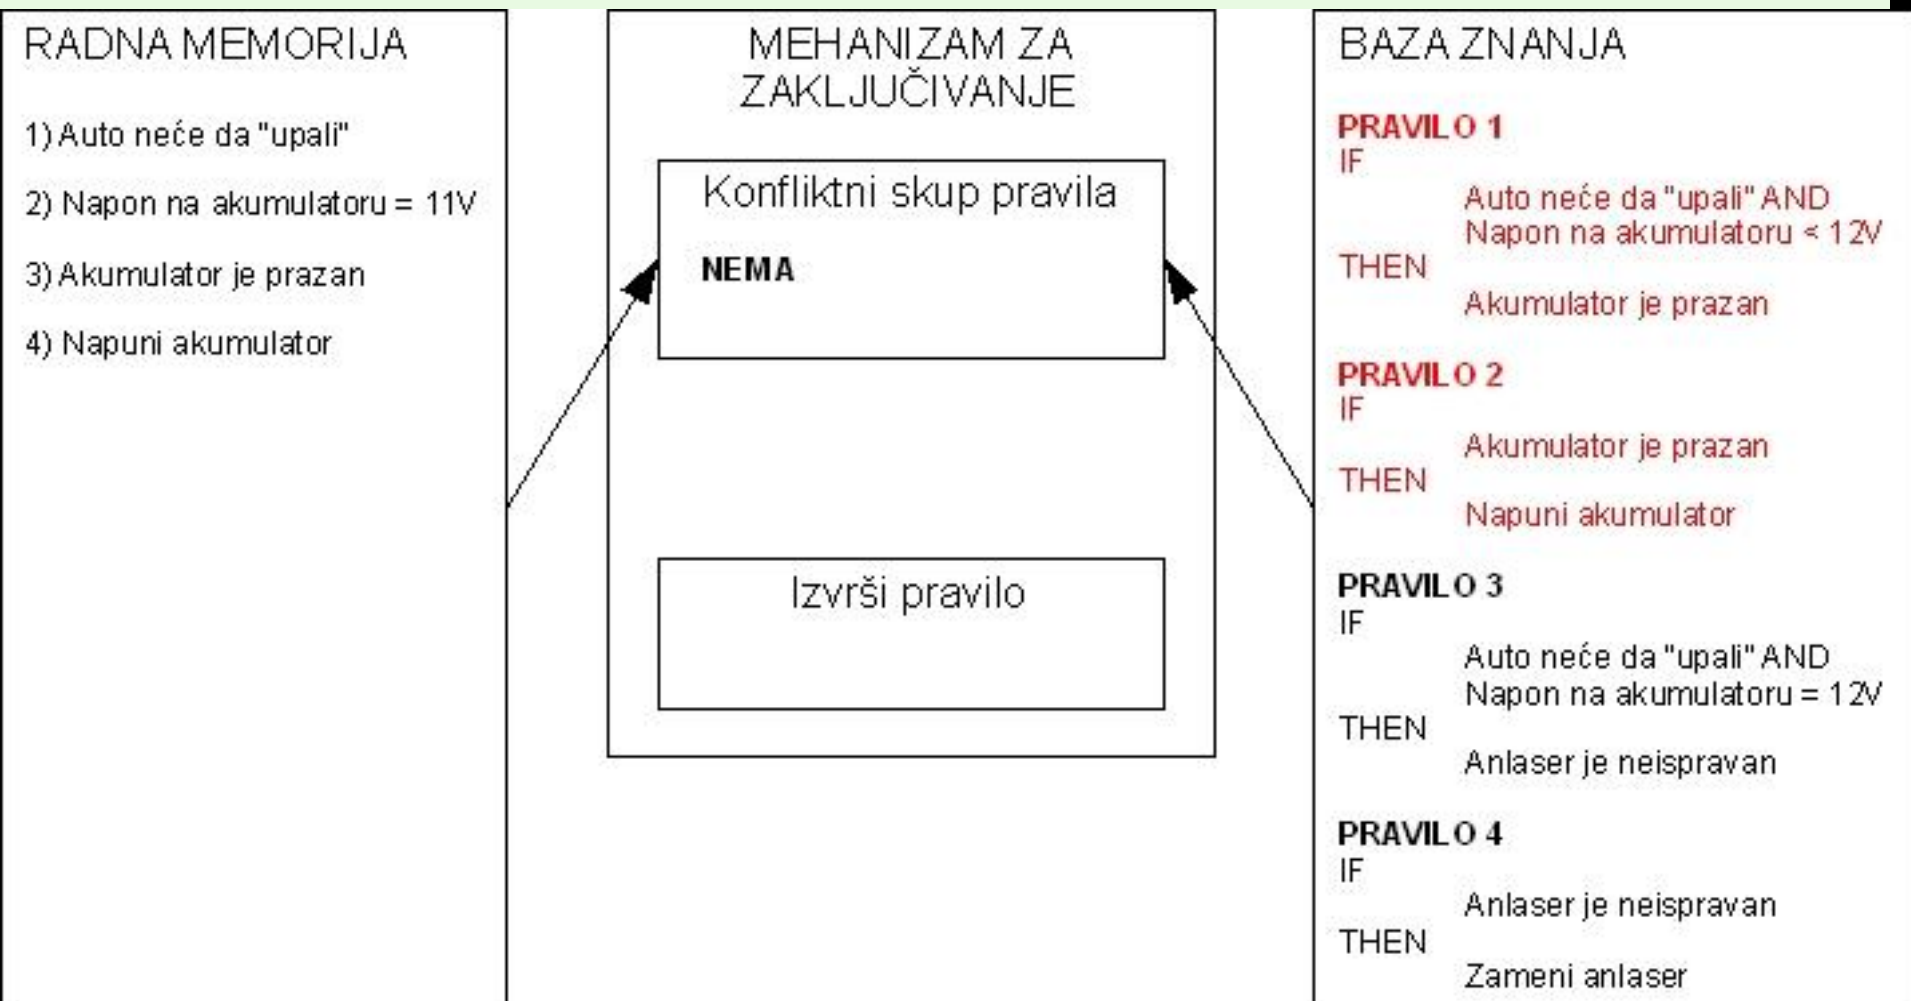 RADNA MEMORIJA
1) Auto neće da "upali"
2) Napon na akumulatoru = 11V
3) Akumulator je prazan
4) Napuni akumulator
MEHANIZAM ZA
ZAKLJUČIVANJE
Konfliktni skup pravila
NEMA
Izvrši pravilo
BAZA ZNANJA
PRAVILO 1
IF
Auto neće da "upali" AND
Napon na akumulatoru < 12V
THEN
Akumulator je prazan
PRAVILO 2
IF
Akumulator je prazan
THEN
Napuni akumulator
PRAVILO 3
IF
Auto neće da "upali" AND
Napon na akumulatoru = 12V
THEN
Anlaser je neispravan
PRAVILO 4
IF
Anlaser je neispravan
THEN
Zameni anlaser